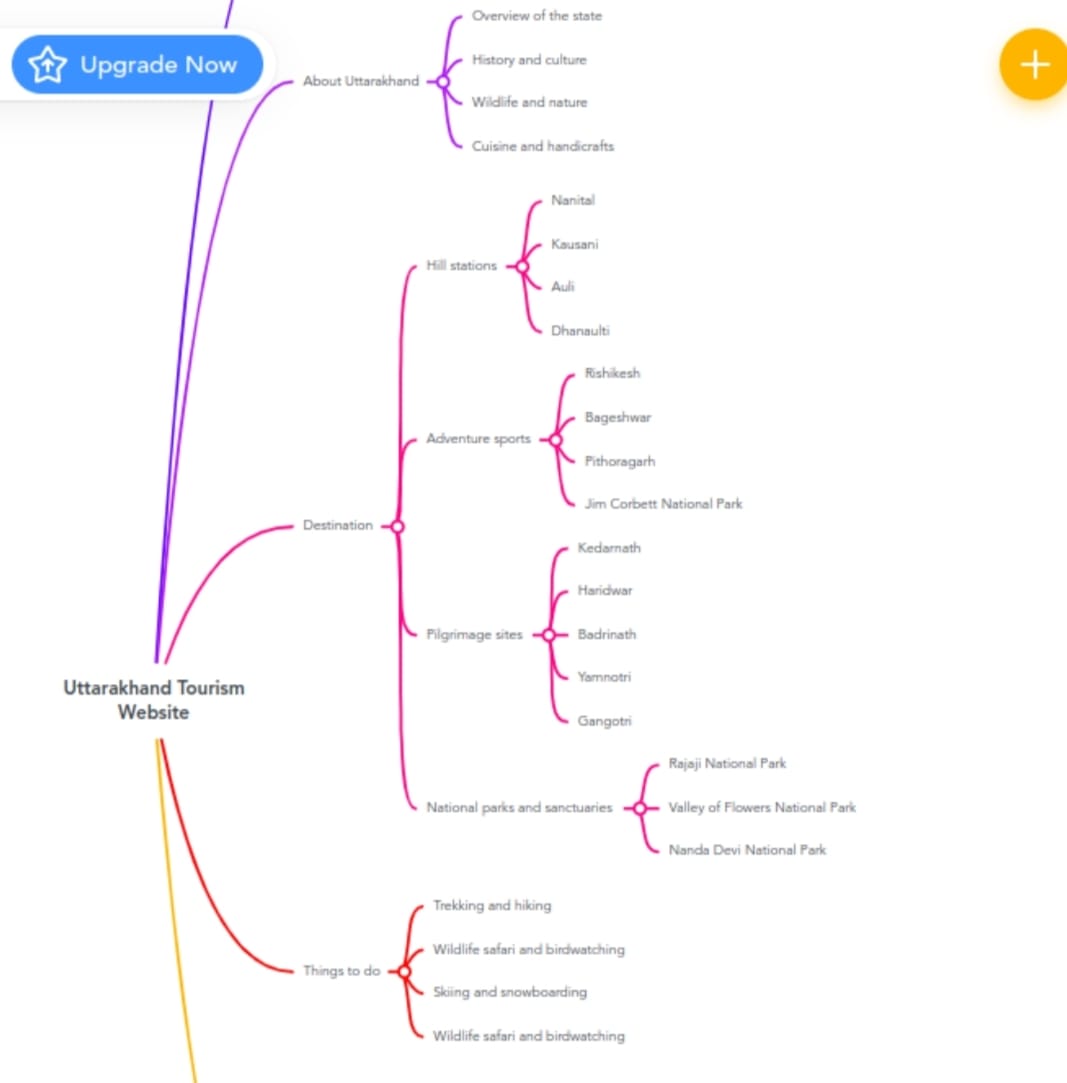 Overview of the state
Upgrade Now
History and culture
About Uttarakhand
Wildlife and nature
Cuisine and handicrafts
Nanital
Kausani
Hill stations
Auli
Dhanaulti
Rishikesh
Bageshwar
Adventure sports
Pithoragarh
Jim Corbett National Park
Destination
Kedarnath
Haridwar
Pilgrimage sites
Badrinath
Yamnotri
Gangotri
Uttarakhand Tourism
Website
Rajaji National Park
National parks and sanctuaries
Valley of Flowers National Park
Nanda Devi National Park
Trekking and hiking
Wildlife safari and birdwatching
Things to do
Skiing and snowboarding
Wildlife safari and birdwatching